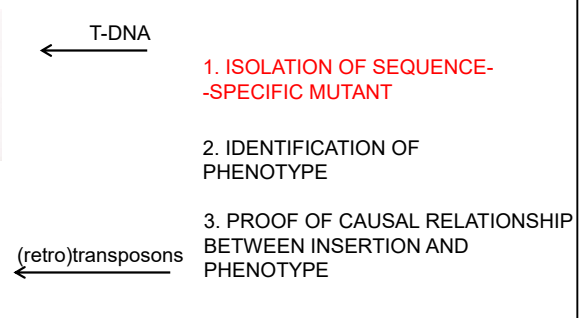 T-DNA
1. ISOLATION OF SEQUENCE-
-SPECIFIC MUTANT
2. IDENTIFICATION OF
PHENOTYPE
3. PROOF OF CAUSAL RELATIONSHIP
BETWEEN INSERTION AND
PHENOTYPE
(retro)transposons